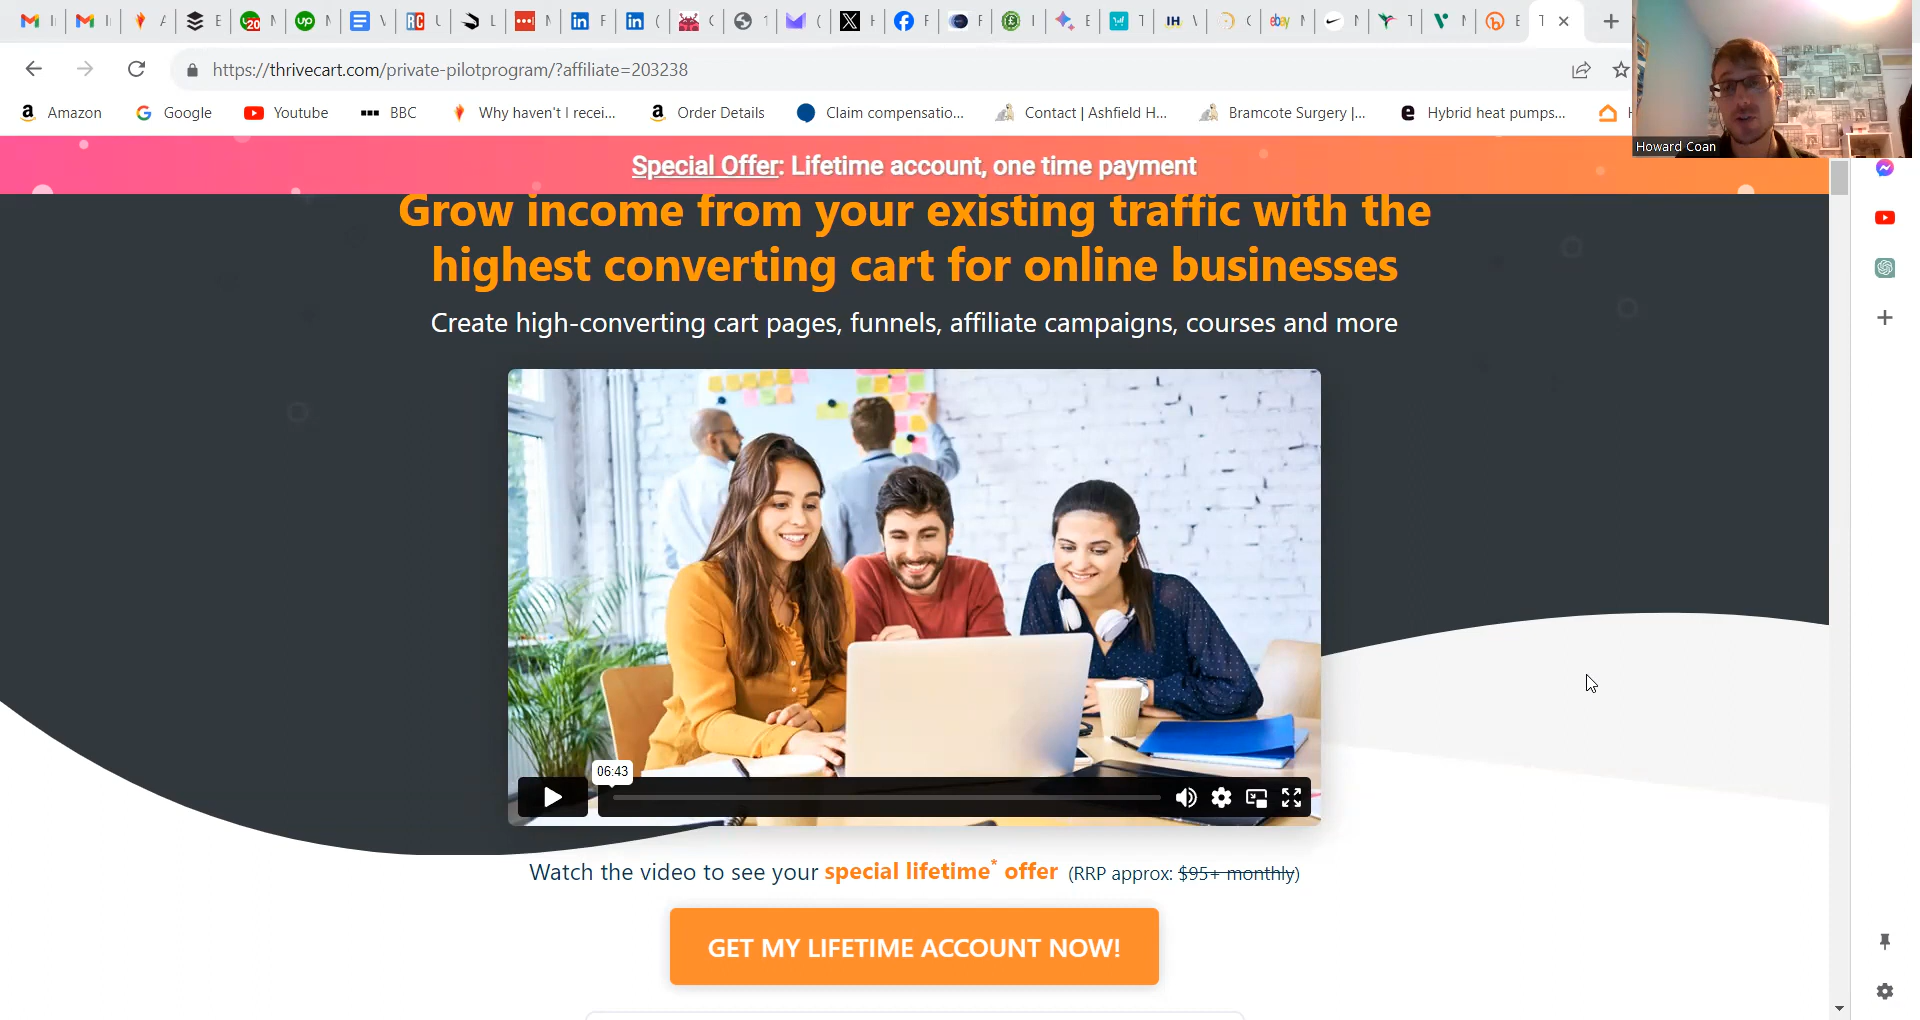 https://thrivecart.com/private-pilotprogram/?affiliate=203238
Amazon
Google
Youtube
BBC
Why haven't I recei...
Order Details
Claim compensatio...
Contact | Ashfield H...
Bramcote Surgery |...
Hybrid heat pumps...
Howard Coan
Special Offer: Lifetime account, one time payment
Grow income from your existing traffic with the
highest converting cart for online businesses
Create high-converting cart pages, funnels, affiliate campaigns, courses and more
06:43
Watch the video to see your special lifetime* offer (RRP approx: $95+ monthly)
GET MY LIFETIME ACCOUNT NOW!